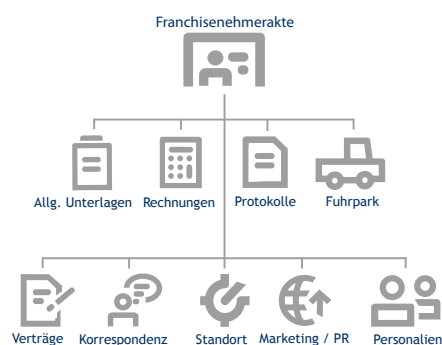 Franchisenehmerakte
Allg. Unterlagen Rechnungen Protokolle Fuhrpark
Verträge Korrespondenz Standort Marketing / PR Personalien